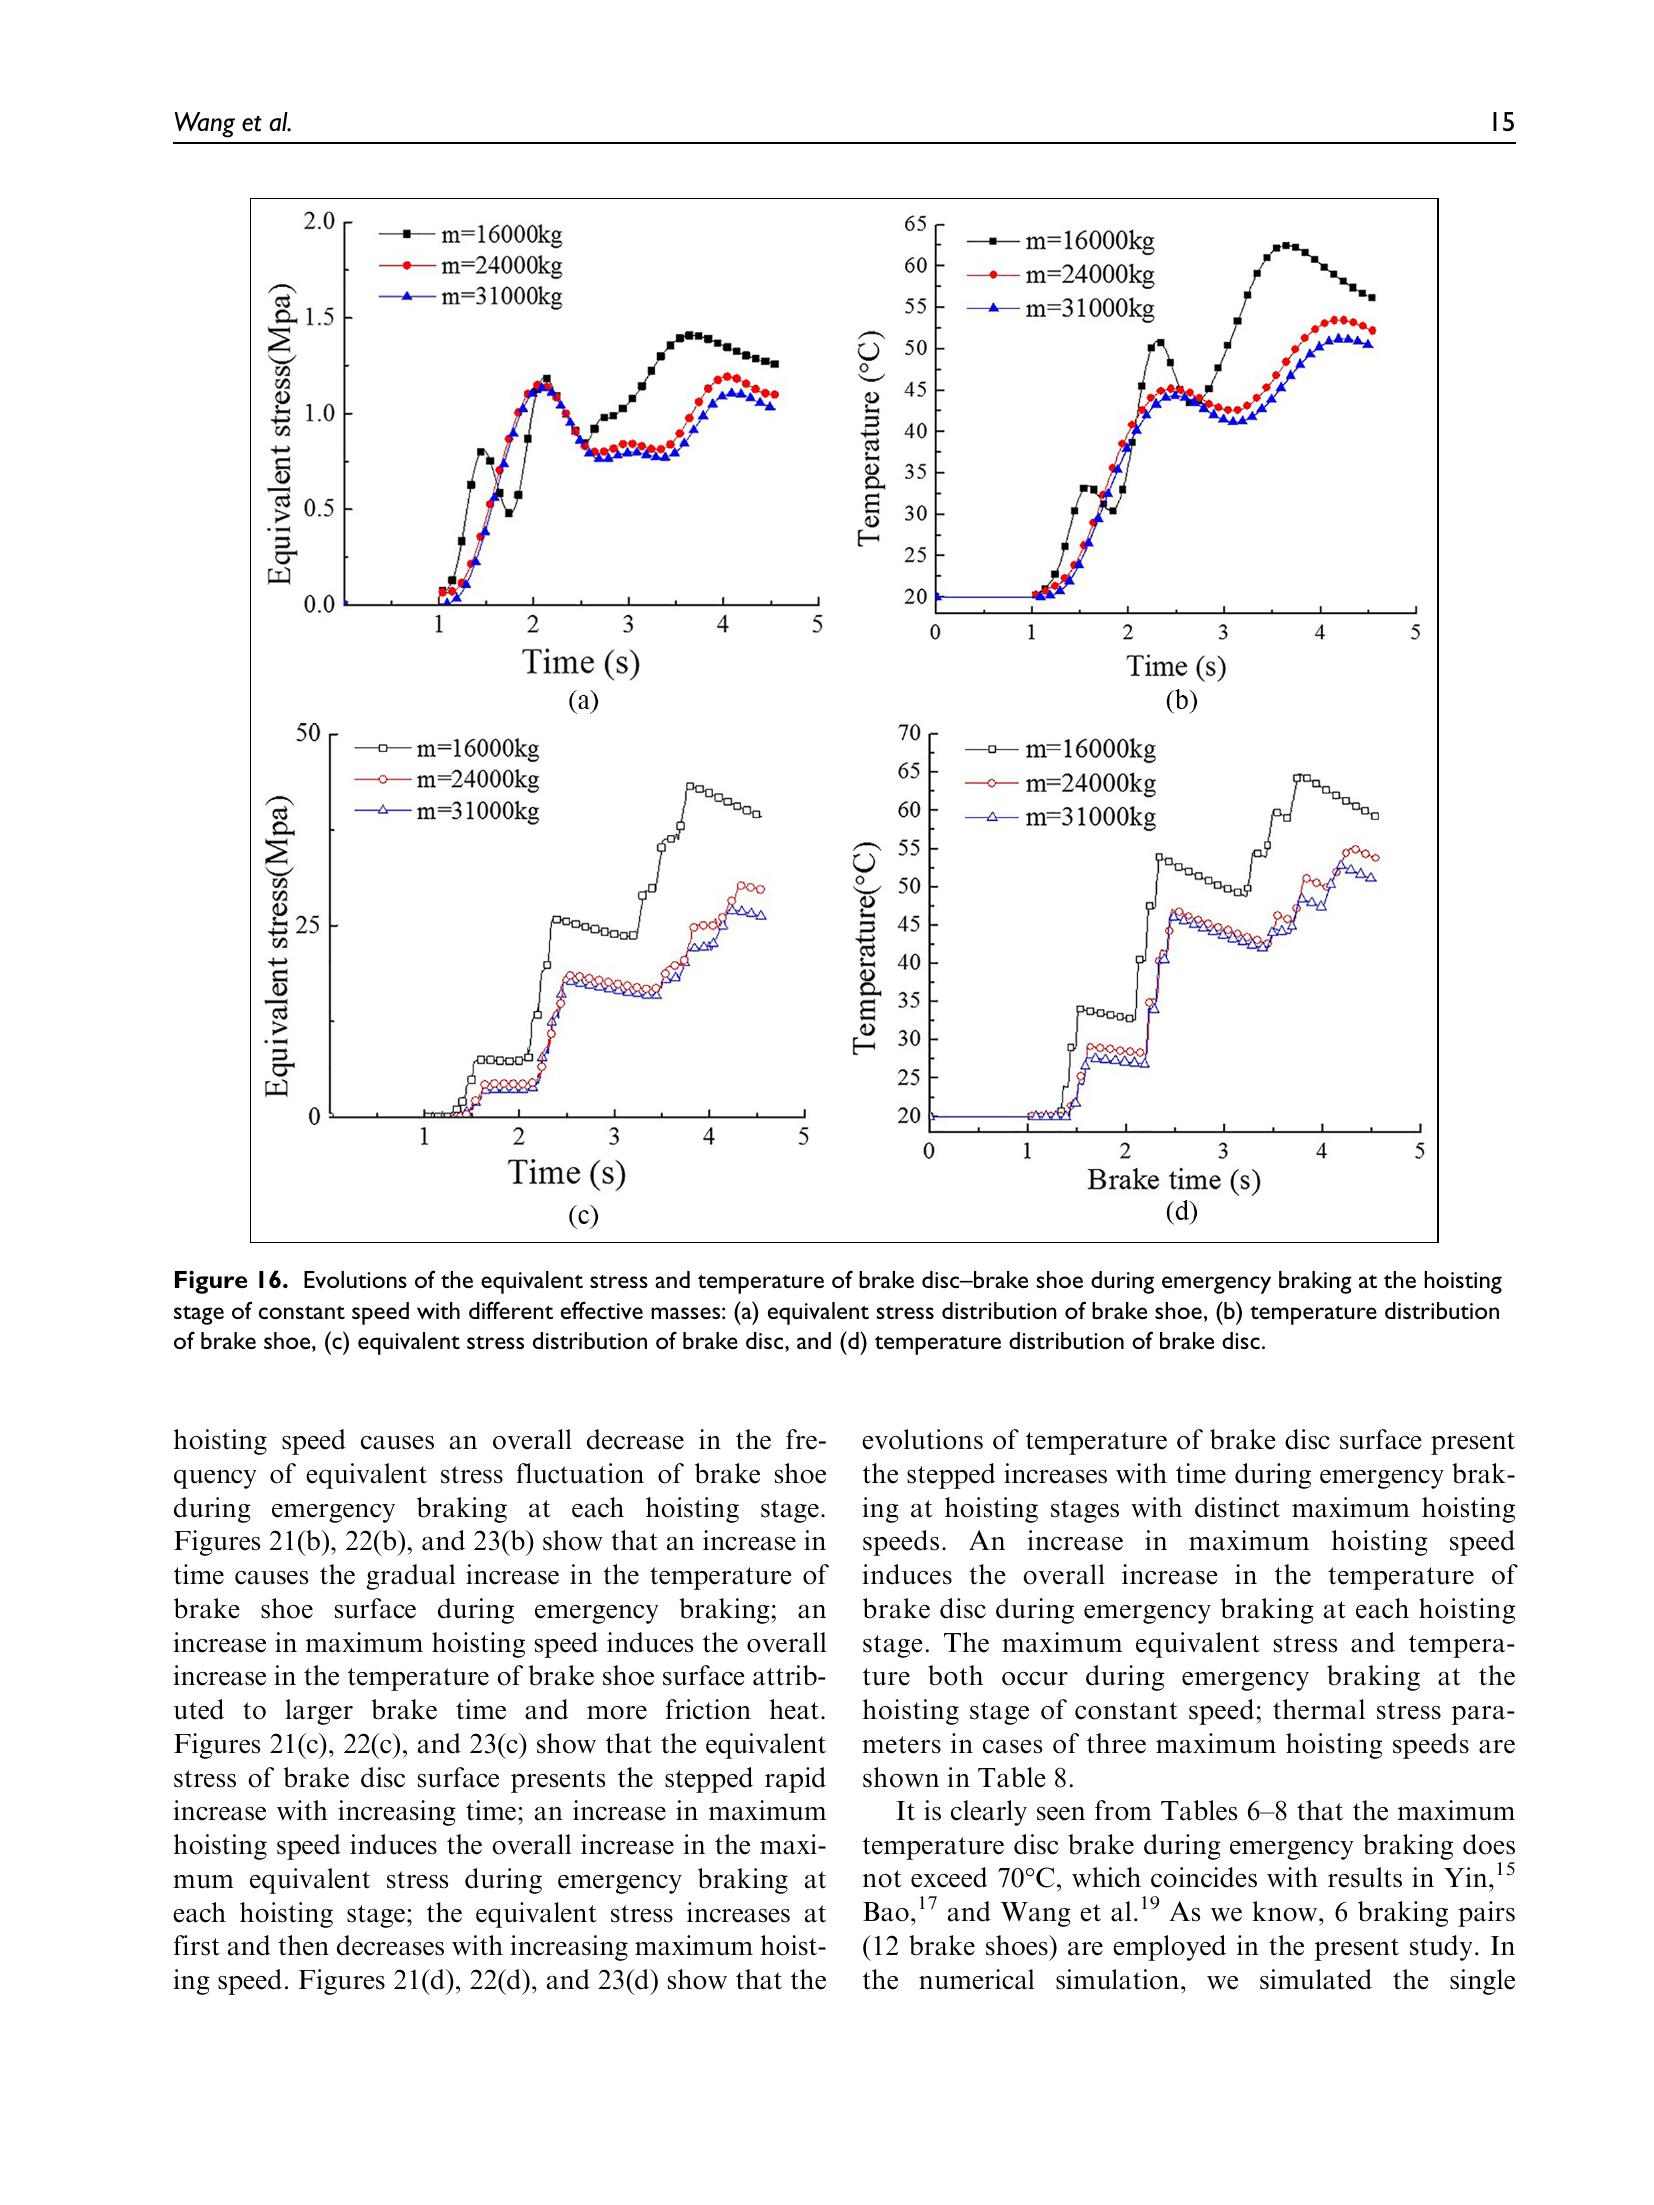 Wang et al.
15
2.0
1.5
1.0
0.5
0.0
1
2
3
4
5
m=16000kg
m=24000kg
m=31000kg
Equivalent stress(Mpa)
Time (s)
(a)
65
60
55
50
45
40
35
30
25
20
0
1
2
3
4
5
m=16000kg
m=24000kg
m=31000kg
Temperature (°C)
Time (s)
(b)
50
25
0
1
2
3
4
5
m=16000kg
m=24000kg
m=31000kg
Equivalent stress(Mpa)
Time (s)
(c)
70
65
60
55
50
45
40
35
30
25
20
0
1
2
3
4
5
m=16000kg
m=24000kg
m=31000kg
Temperature(°C)
Brake time (s)
(d)
Figure 16. Evolutions of the equivalent stress and temperature of brake disc–brake shoe during emergency braking at the hoisting
stage of constant speed with different effective masses: (a) equivalent stress distribution of brake shoe, (b) temperature distribution
of brake shoe, (c) equivalent stress distribution of brake disc, and (d) temperature distribution of brake disc.
hoisting speed causes an overall decrease in the fre-
quency of equivalent stress fluctuation of brake shoe
during emergency braking at each hoisting stage.
Figures 21(b), 22(b), and 23(b) show that an increase in
time causes the gradual increase in the temperature of
brake shoe surface during emergency braking; an
increase in maximum hoisting speed induces the overall
increase in the temperature of brake shoe surface attrib-
uted to larger brake time and more friction heat.
Figures 21(c), 22(c), and 23(c) show that the equivalent
stress of brake disc surface presents the stepped rapid
increase with increasing time; an increase in maximum
hoisting speed induces the overall increase in the maxi-
mum equivalent stress during emergency braking at
each hoisting stage; the equivalent stress increases at
first and then decreases with increasing maximum hoist-
ing speed. Figures 21(d), 22(d), and 23(d) show that the
evolutions of temperature of brake disc surface present
the stepped increases with time during emergency brak-
ing at hoisting stages with distinct maximum hoisting
speeds. An increase in maximum hoisting speed
induces the overall increase in the temperature of
brake disc during emergency braking at each hoisting
stage. The maximum equivalent stress and tempera-
ture both occur during emergency braking at the
hoisting stage of constant speed; thermal stress para-
meters in cases of three maximum hoisting speeds are
shown in Table 8.
It is clearly seen from Tables 6–8 that the maximum
temperature disc brake during emergency braking does
not exceed 70°C, which coincides with results in Yin,15
Bao,17 and Wang et al.19 As we know, 6 braking pairs
(12 brake shoes) are employed in the present study. In
the numerical simulation, we simulated the single